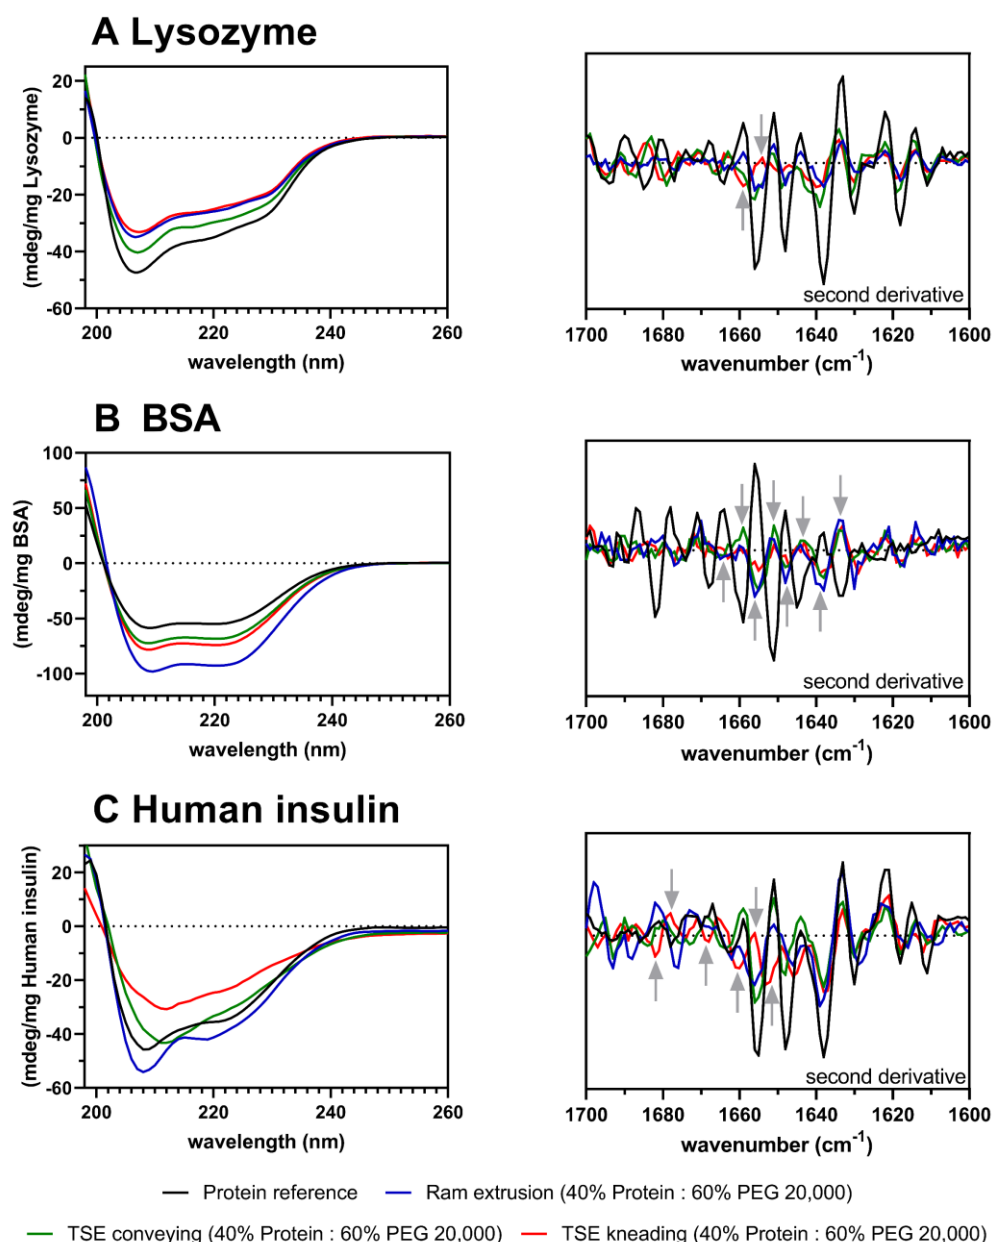 A Lysozyme
(mdeg/mg Lysozyme)
20
0
-20
-40
-60
200 220 240 260
wavelength (nm)
second derivative
1700 1680 1660 1640 1620 1600
wavenumber (cm-1)
B BSA
(mdeg/mg BSA)
100
50
0
-50
-100
200 220 240 260
wavelength (nm)
second derivative
1700 1680 1660 1640 1620 1600
wavenumber (cm-1)
C Human insulin
(mdeg/mg Human insulin)
20
0
-20
-40
-60
200 220 240 260
wavelength (nm)
second derivative
1700 1680 1660 1640 1620 1600
wavenumber (cm-1)
Protein reference Ram extrusion (40% Protein : 60% PEG 20,000)
TSE conveying (40% Protein : 60% PEG 20,000) TSE kneading (40% Protein : 60% PEG 20,000)